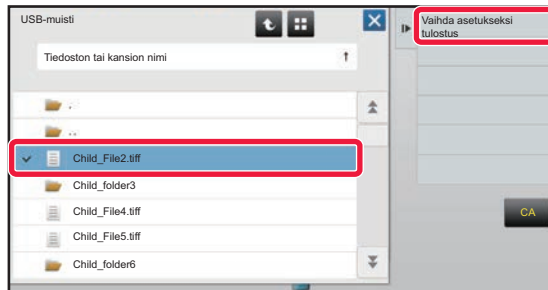 USB-muisti
Tiedoston tai kansion nimi
.
..
Child_File2.tiff
Child_folder3
Child_File4.tiff
Child_File5.tiff
Child_folder6
Vaihda asetukseksi
tulostus
CA